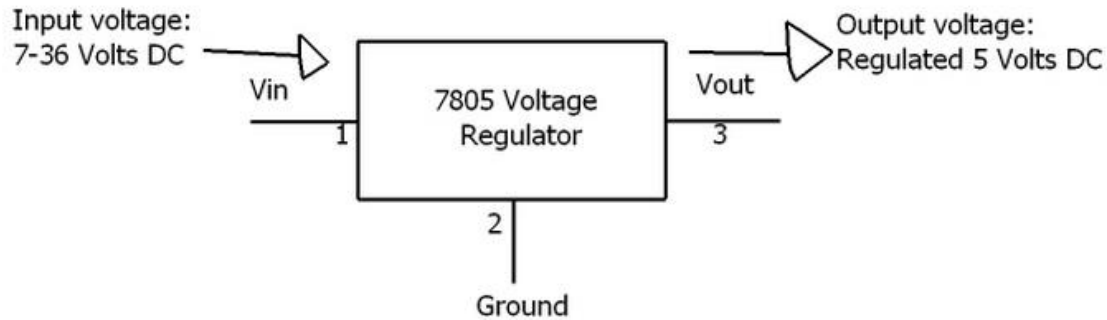 Input voltage:
7-36 Volts DC
Output voltage:
Regulated 5 Volts DC
Vin
Vout
7805 Voltage
Regulator
1
3
2
Ground